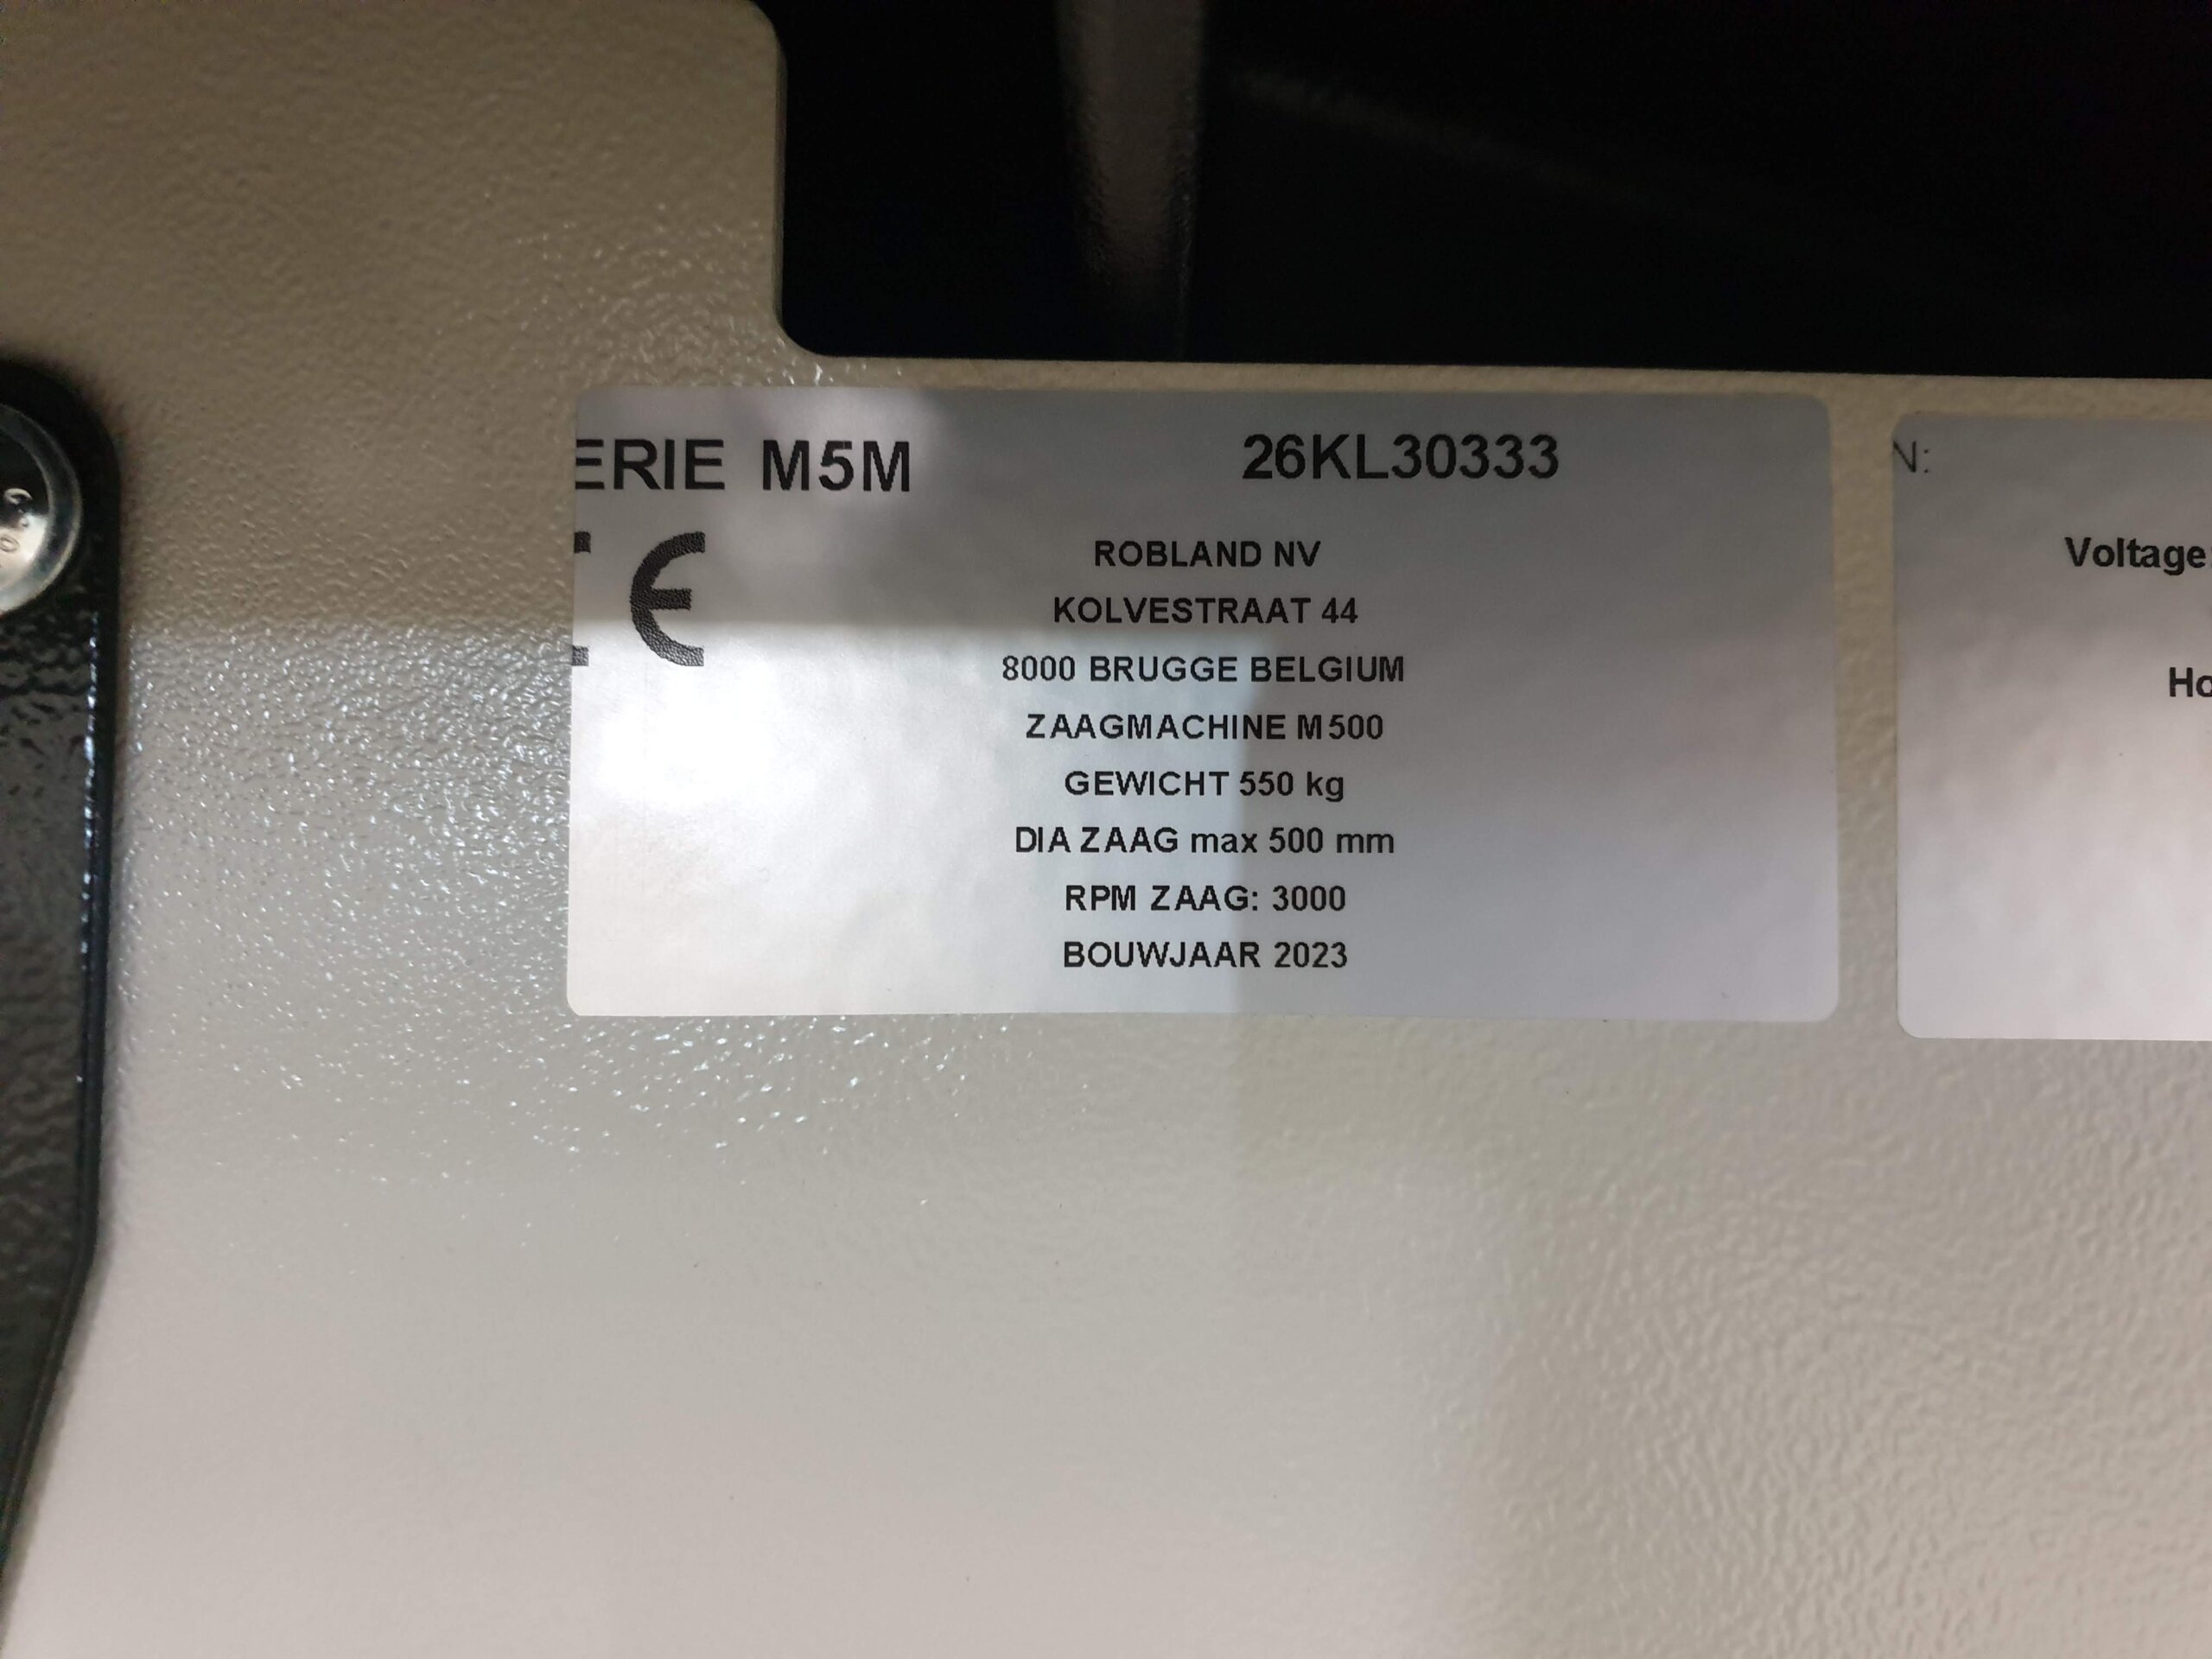 ERIE M5M 26KL30333
CE
ROBLAND NV
KOLVESTRAAT 44
8000 BRUGGE BELGIUM
ZAAGMACHINE M500
GEWICHT 550 kg
DIA ZAAG max 500 mm
RPM ZAAG: 3000
BOUWJAAR 2023
N:
Voltage
Ho